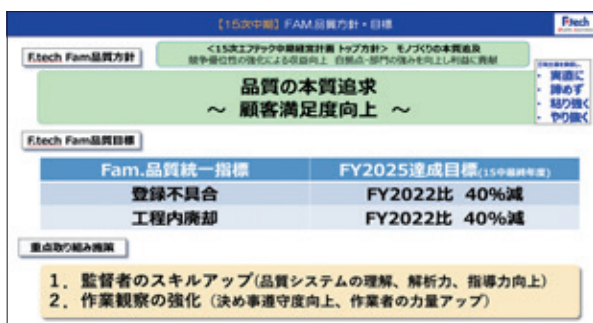 【15次中期】FAM.品質方針・目標
F.tech
F.tech Fam品質方針
<15次エフテック中期経営計画 トップ方針> モノづくりの本質追及
競争優位性の強化による収益向上 自拠点・部門の強みを向上し利益に貢献
・ 実直に
・ 諦めず
・ 粘り強く
・ やり抜く
品質の本質追求
～ 顧客満足度向上 ～
F.tech Fam品質目標
Fam.品質統一指標 FY2025達成目標(15中最終年度)
登録不具合 FY2022比 40%減
工程内廃却 FY2022比 40%減
重点取り組み施策
1. 監督者のスキルアップ(品質システムの理解、解析力、指導力向上)
2. 作業観察の強化 (決め事遵守度向上、作業者の力量アップ)